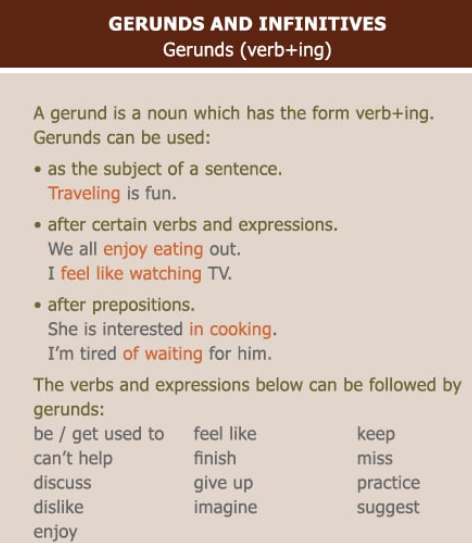 GERUNDS AND INFINITIVES
Gerunds (verb+ing)
A gerund is a noun which has the form verb+ing.
Gerunds can be used:
• as the subject of a sentence.
Traveling is fun.
• after certain verbs and expressions.
We all enjoy eating out.
I feel like watching TV.
• after prepositions.
She is interested in cooking.
I'm tired of waiting for him.
The verbs and expressions below can be followed by
gerunds:
be / get used to feel like keep
can't help finish miss
discuss give up practice
dislike imagine suggest
enjoy